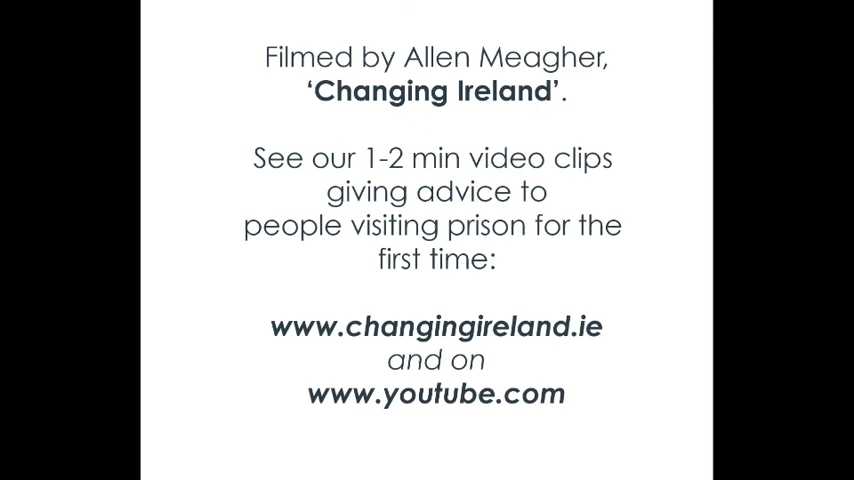 Filmed by Allen Meagher,
‘Changing Ireland’.
See our 1-2 min video clips
giving advice to
people visiting prison for the
first time:
www.changingireland.ie
and on
www.youtube.com